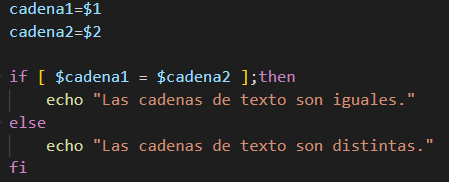 cadena1=$1
cadena2=$2
if [ $cadena1 = $cadena2 ];then
echo "Las cadenas de texto son iguales."
else
echo "Las cadenas de texto son distintas."
fi